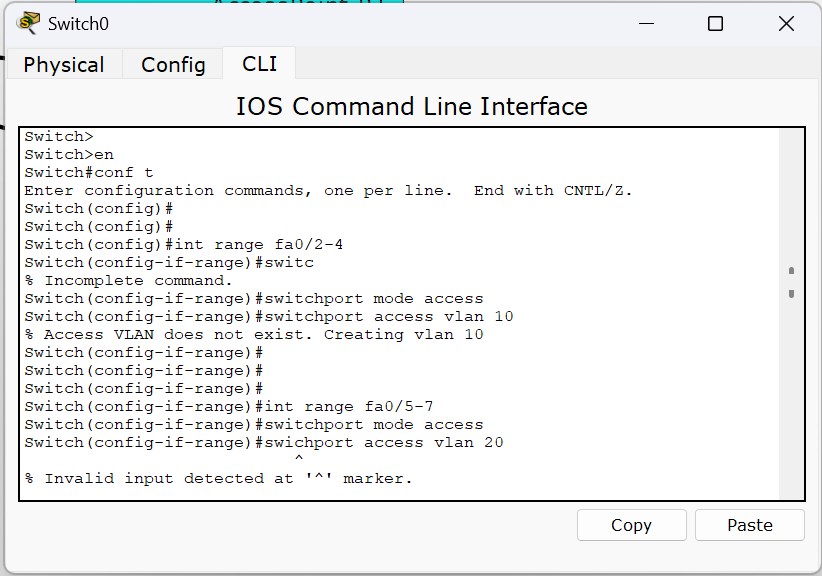 Switch0
Physical Config CLI
IOS Command Line Interface
Switch>
Switch>en
Switch#conf t
Enter configuration commands, one per line.  End with CNTL/Z.
Switch(config)#
Switch(config)#
Switch(config)#int range fa0/2-4
Switch(config-if-range)#switc
% Incomplete command.
Switch(config-if-range)#switchport mode access
Switch(config-if-range)#switchport access vlan 10
% Access VLAN does not exist. Creating vlan 10
Switch(config-if-range)#
Switch(config-if-range)#
Switch(config-if-range)#
Switch(config-if-range)#int range fa0/5-7
Switch(config-if-range)#switchport mode access
Switch(config-if-range)#swichport access vlan 20
                           ^
% Invalid input detected at '^' marker.
Copy Paste